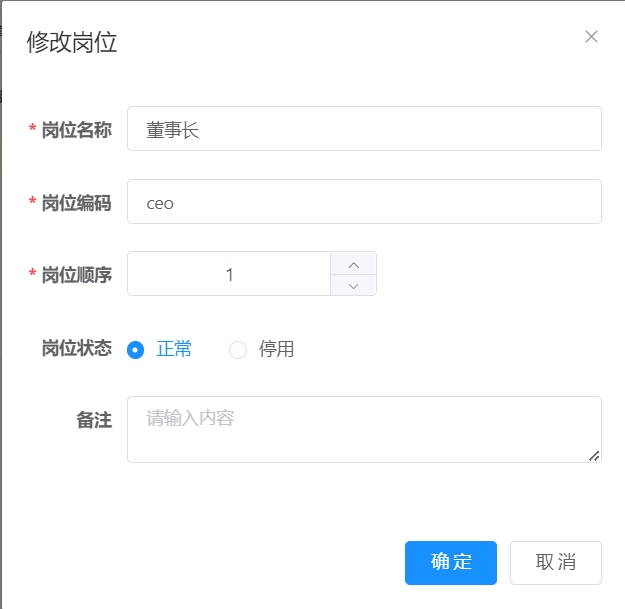 修改岗位
* 岗位名称 董事长
* 岗位编码 ceo
* 岗位顺序 1
岗位状态 正常 停用
备注 请输入内容
确定 取消